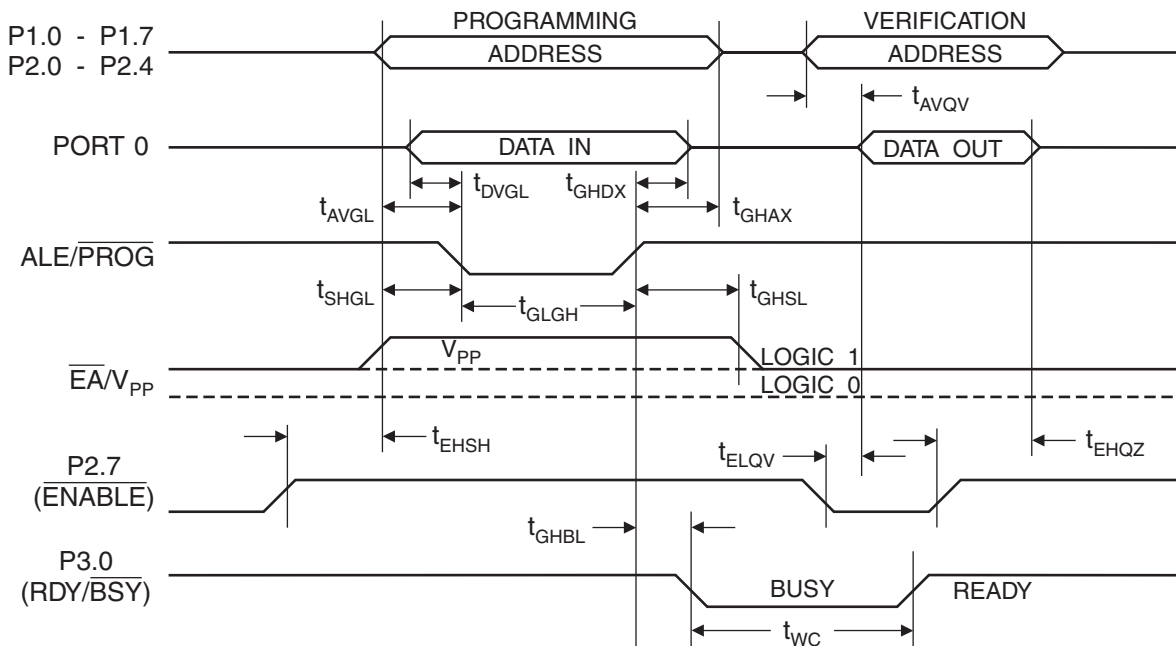 PROGRAMMING VERIFICATION
P1.0 - P1.7
P2.0 - P2.4
ADDRESS ADDRESS
tAVQV
PORT 0 DATA IN DATA OUT
tDVGL tGHDX
tAVGL tGHAX
ALE/PROG
tSHGL tGLGH tGHSL
VPP LOGIC 1
EA/VPP LOGIC 0
tEHSH tELQV tEHQZ
P2.7
(ENABLE)
tGHBL
P3.0
(RDY/BSY) BUSY READY
tWC